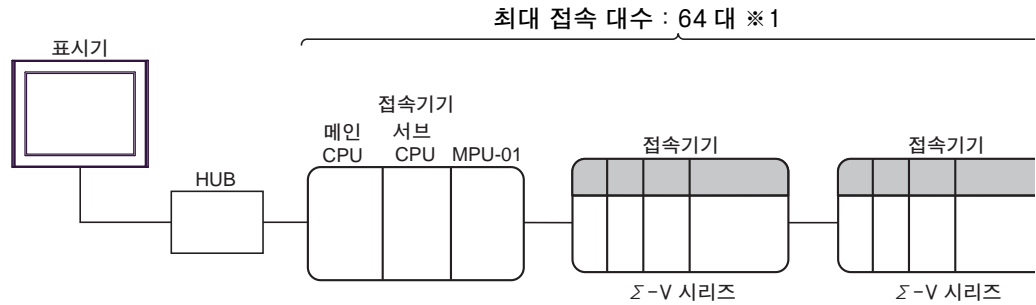 최대 접속 대수 : 64 대 ※1
표시기
HUB
접속기기
메인 CPU
서브 CPU
MPU-01
접속기기
Σ-V 시리즈
접속기기
Σ-V 시리즈